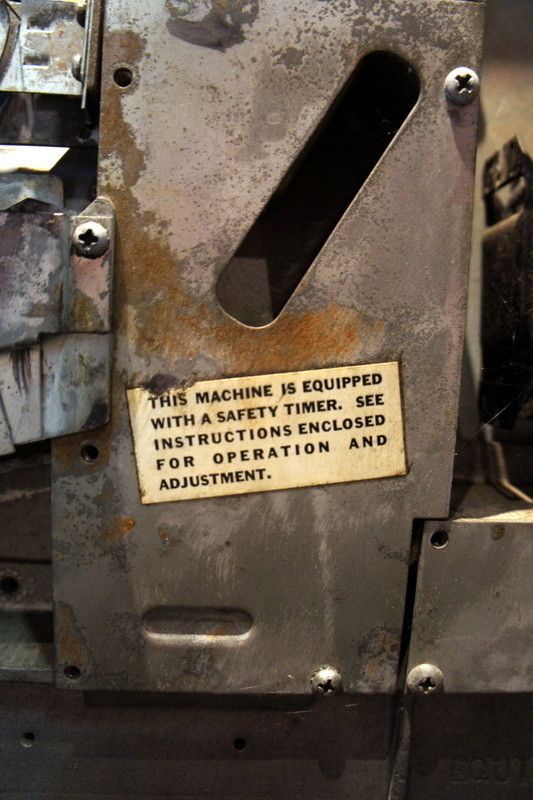 THIS MACHINE IS EQUIPPED
WITH A SAFETY TIMER. SEE
INSTRUCTIONS ENCLOSED
FOR OPERATION AND
ADJUSTMENT.